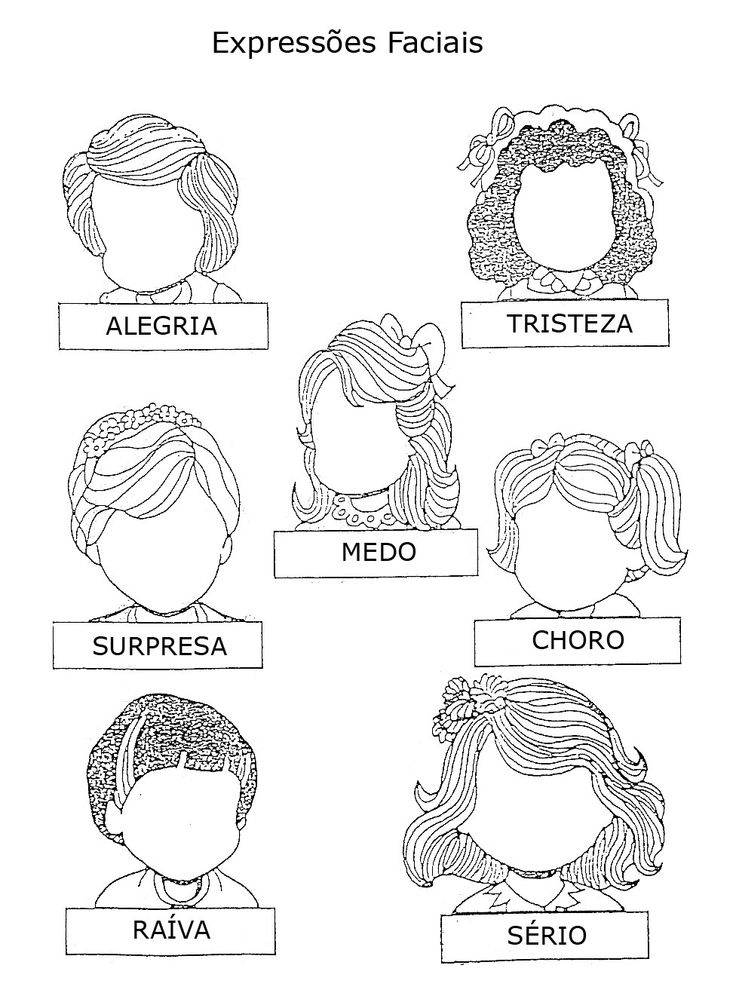 Expressões Faciais
ALEGRIA
TRISTEZA
MEDO
SURPRESA
CHORO
RAÍVA
SÉRIO